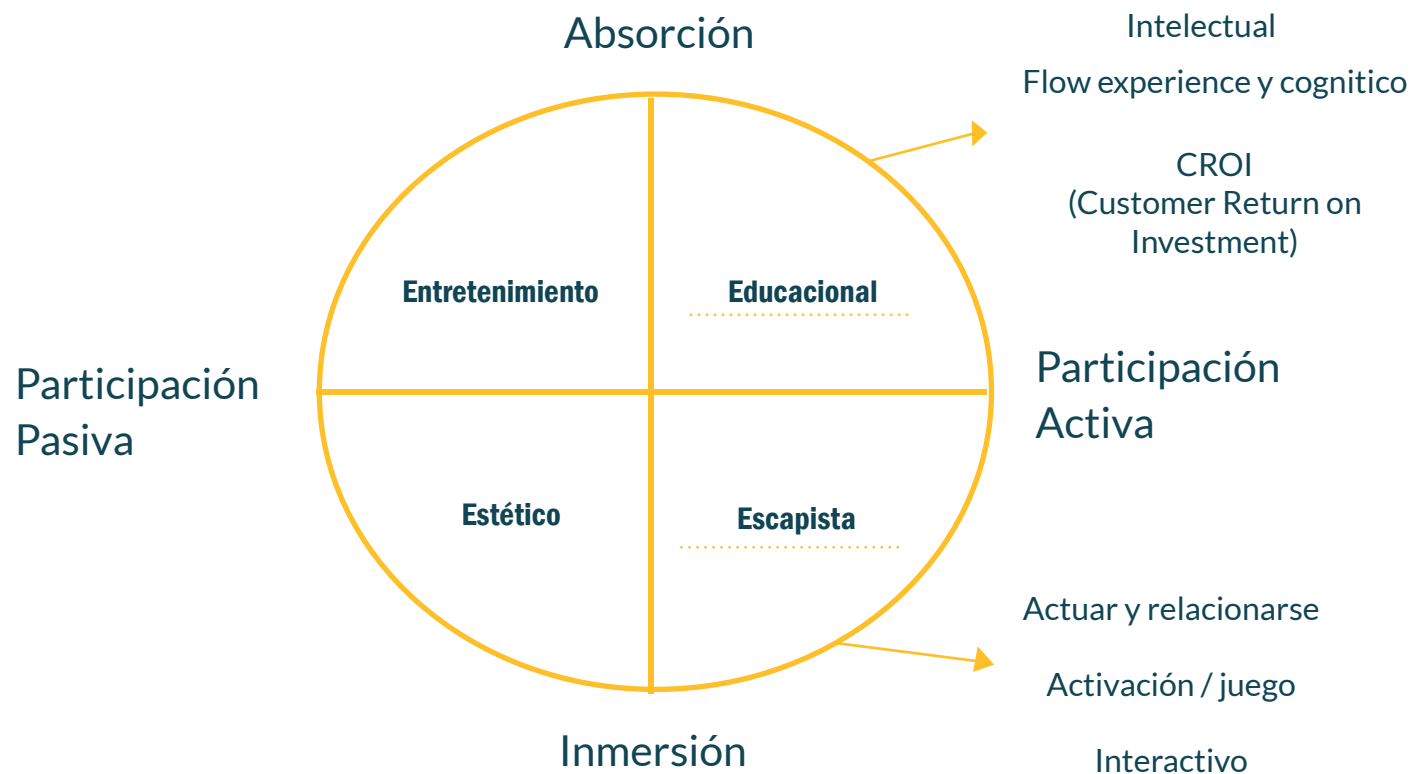 Absorción
Intelectual
Flow experience y cognitico
CROI
(Customer Return on
Investment)
Entretenimiento
Educacional
Participación
Pasiva
Participación
Activa
Estético
Escapista
Actuar y relacionarse
Activación / juego
Inmersión
Interactivo